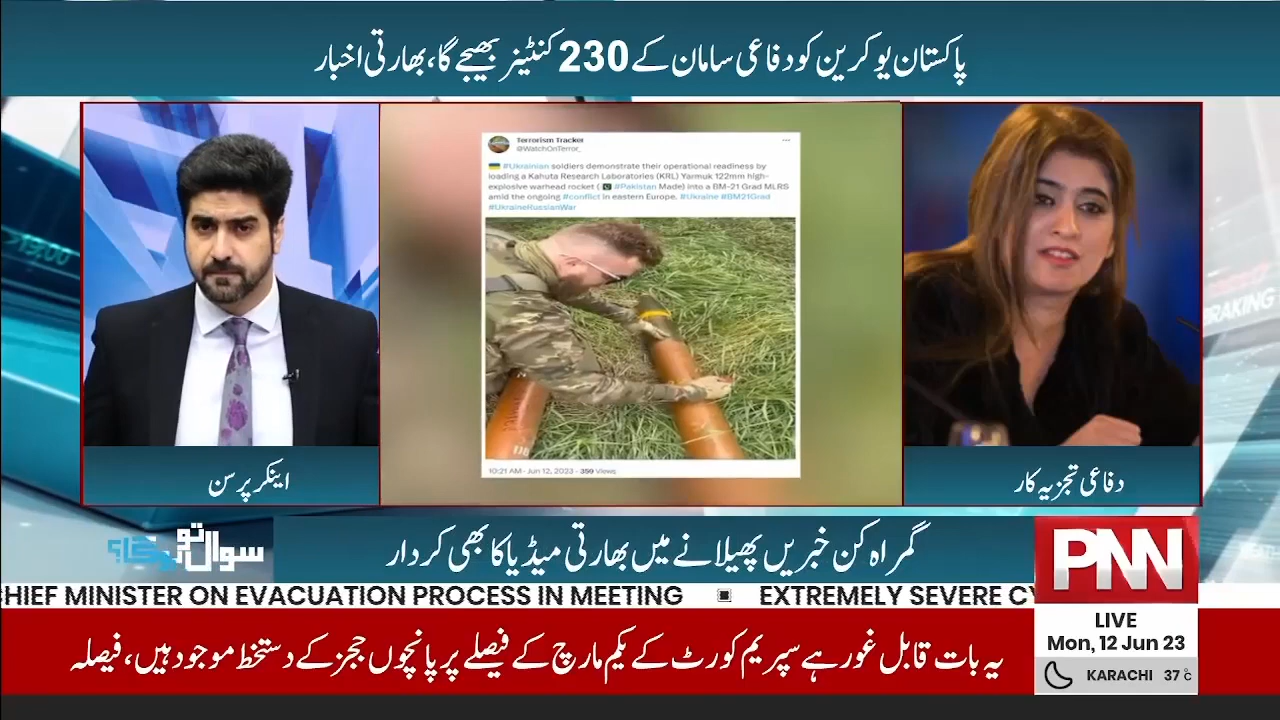 پاکستان یوکرین کو دفاعی سامان کے 230 کنٹینر بھیجے گا، بھارتی اخبار
Terrorism Tracker
@WatchOnTerror_
#Ukrainian soldiers demonstrate their operational readiness by
loading a Kahuta Research Laboratories (KRL) Yarmuk 122mm high-
explosive warhead rocket ( #Pakistan Made) into a BM-21 Grad MLRS
amid the ongoing #conflict in eastern Europe. #Ukraine #BM21Grad
#UkraineRussianWar
10:21 AM · Jun 12, 2023 · 359 Views
BRAKING
اینکر پرسن
دفاعی تجزیہ کار
سوال تو ہوگا؟
گمراہ کن خبریں پھیلانے میں بھارتی میڈیا کا بھی کردار
PNN
CHIEF MINISTER ON EVACUATION PROCESS IN MEETING EXTREMELY SEVERE CY
LIVE
Mon, 12 Jun 23
KARACHI 37°C
یہ بات قابل غور ہے سپریم کورٹ کے یکم مارچ کے فیصلے پر پانچوں ججز کے دستخط موجود ہیں، فیصلہ